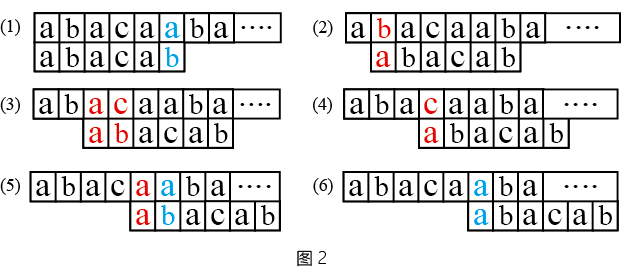 (1) a b a c a a b a ····
a b a c a b
(2) a b a c a a b a ····
a b a c a b
(3) a b a c a a b a ····
a b a c a b
(4) a b a c a a b a ····
a b a c a b
(5) a b a c a a b a ····
a b a c a b
(6) a b a c a a b a ····
a b a c a b
图 2